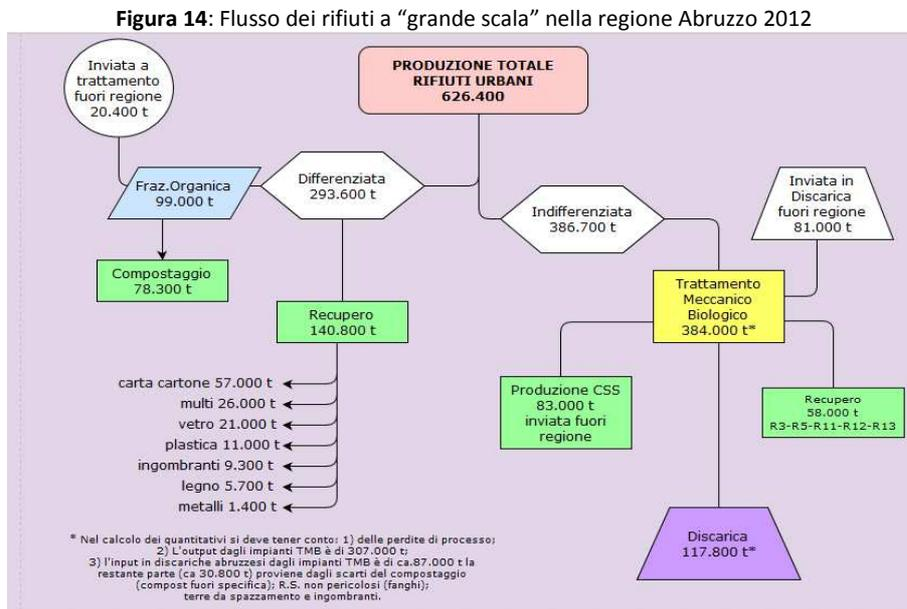 Figura 14: Flusso dei rifiuti a “grande scala” nella regione Abruzzo 2012
PRODUZIONE TOTALE
RIFIUTI URBANI
626.400
Inviata a
trattamento
fuori regione
20.400 t
Fraz.Organica
99.000 t
Differenziata
293.600 t
Indifferenziata
386.700 t
Inviata in
Discarica
fuori regione
81.000 t
Compostaggio
78.300 t
Recupero
140.800 t
Trattamento
Meccanico
Biologico
384.000 t*
carta cartone 57.000 t
multi 26.000 t
vetro 21.000 t
plastica 11.000 t
ingombranti 9.300 t
legno 5.700 t
metalli 1.400 t
Produzione CSS
83.000 t
inviata fuori
regione
Recupero
58.000 t
R3-R5-R11-R12-R13
Discarica
117.800 t*
* Nel calcolo dei quantitativi si deve tener conto: 1) delle perdite di processo;
2) L'output dagli impianti TMB è di 307.000 t;
3) l'input in discariche abruzzesi dagli impianti TMB è di ca.87.000 t la
restante parte (ca 30.800 t) proviene dagli scarti del compostaggio
(compost fuori specifica); R.S. non pericolosi (fanghi);
terre da spazzamento e ingombranti.